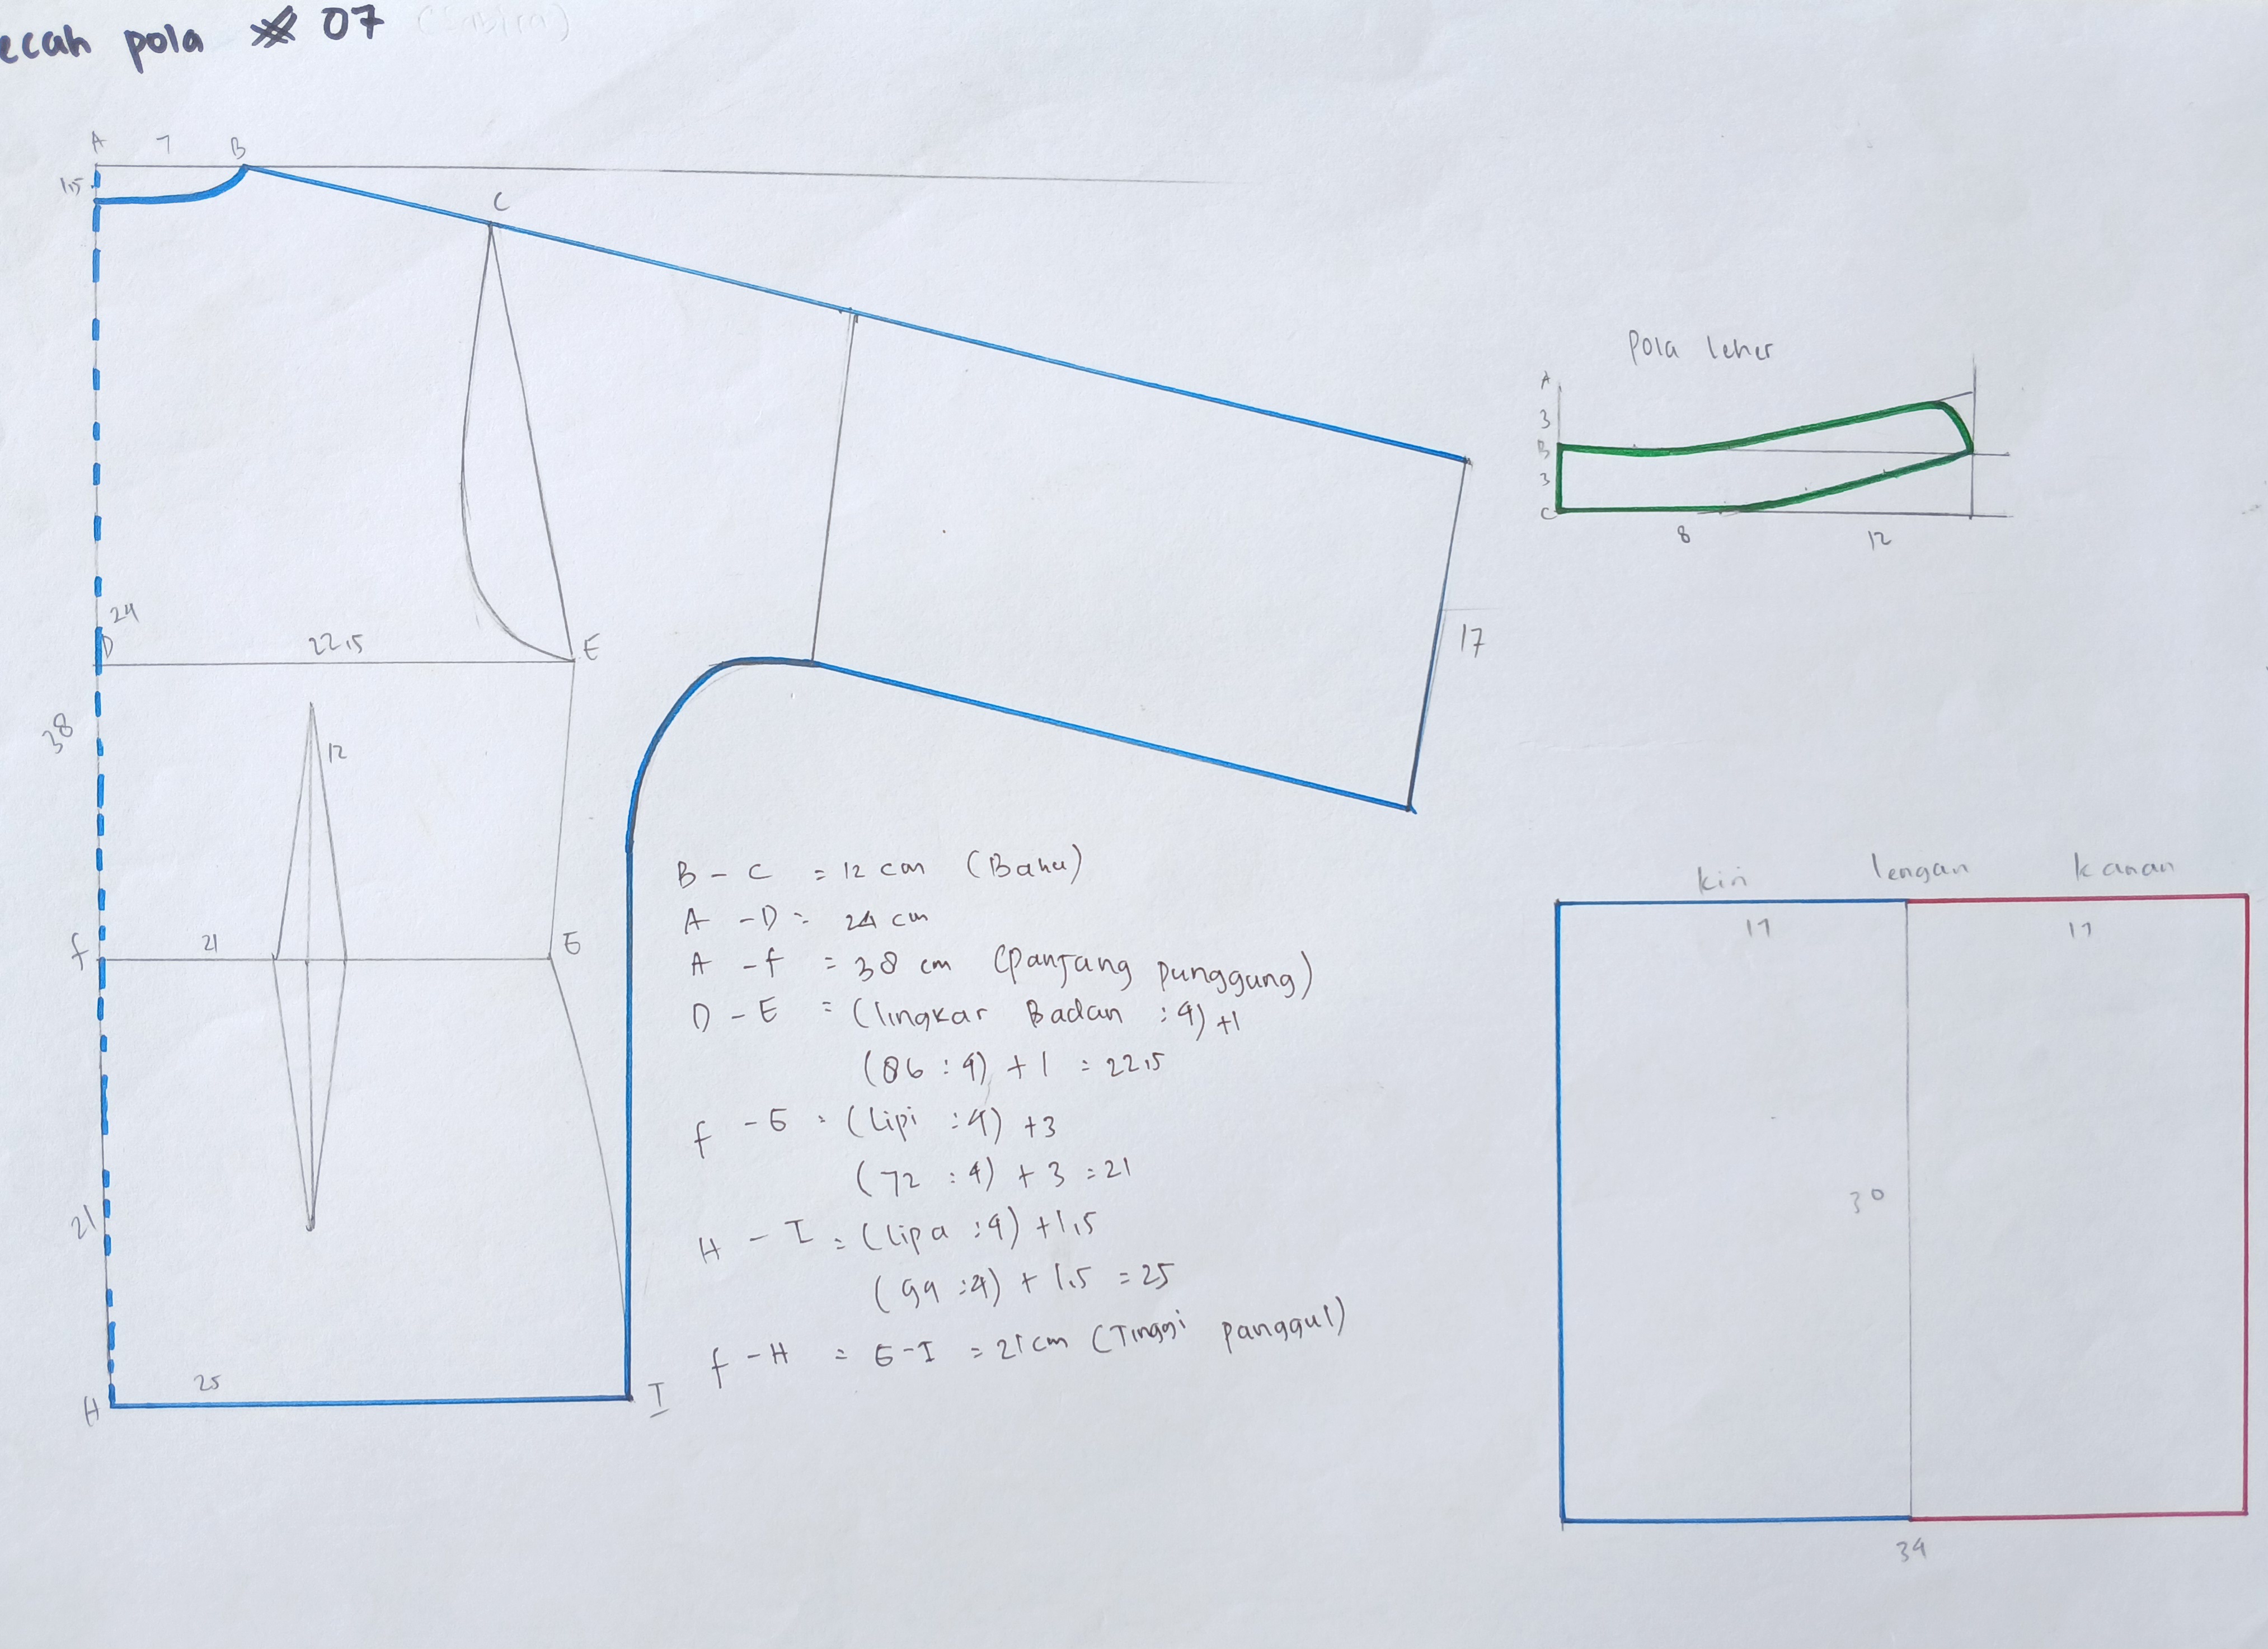 ecah pola # 07
A 7 B
1,5
C
24
D 22,5 E
38
12
f 21 G
21
25
H I
17
B - C = 12 cm (Bahu)
A - D = 24 cm
A - f = 38 cm (panjang punggung)
D - E = (lingkar Badan : 4) +1
(86 : 4) + 1 = 22,5
f - G = (Lipi : 4) +3
(72 : 4) + 3 = 21
H - I = (Lipa : 4) +1,5
(94 : 4) + 1,5 = 25
f - H = G - I = 21 cm (Tinggi panggul)
Pola leher
A
3
B
3
C
8 12
kiri lengan kanan
17 17
30
34